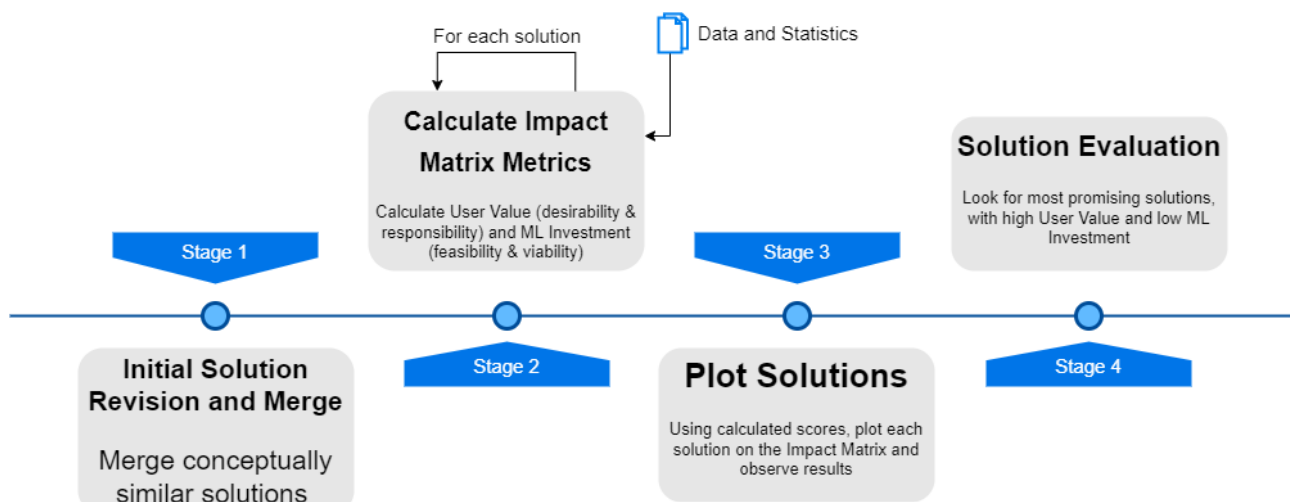 For each solution
Data and Statistics
Calculate Impact
Matrix Metrics
Calculate User Value (desirability &
responsibility) and ML Investment
(feasibility & viability)
Solution Evaluation
Look for most promising solutions,
with high User Value and low ML
Investment
Stage 1
Stage 3
Stage 2
Stage 4
Initial Solution
Revision and Merge
Merge conceptually
similar solutions
Plot Solutions
Using calculated scores, plot each
solution on the Impact Matrix and
observe results